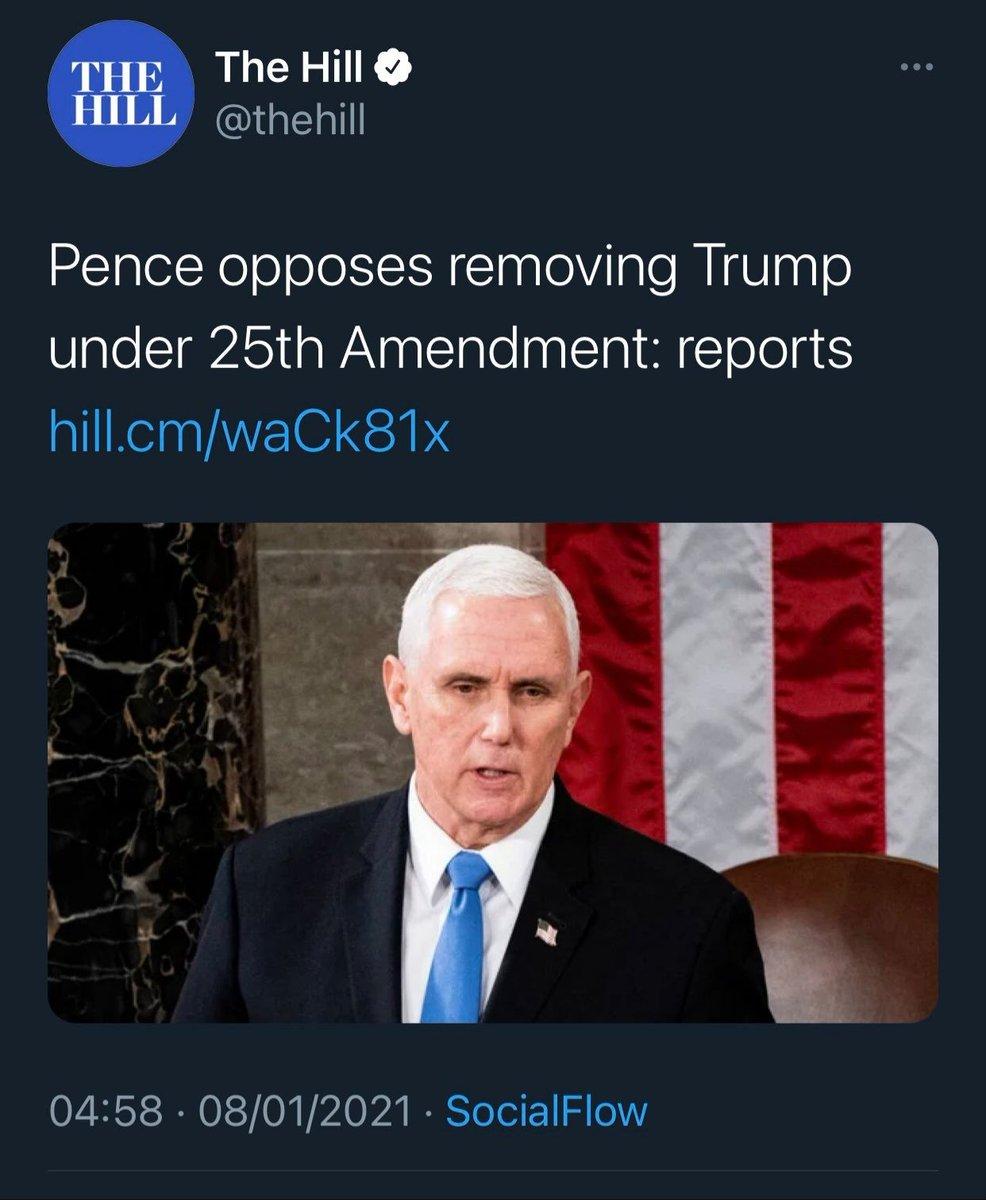 THE
HILL
The Hill
@thehill
Pence opposes removing Trump
under 25th Amendment: reports
hill.cm/waCk81x
04:58 · 08/01/2021 · SocialFlow